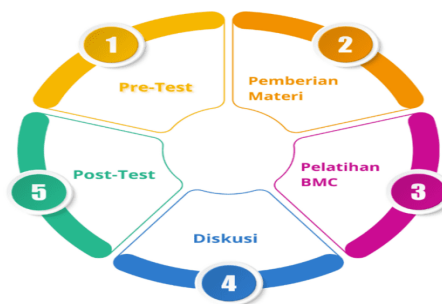 1
Pre-Test
2
Pemberian
Materi
3
Pelatihan
BMC
4
Diskusi
5
Post-Test